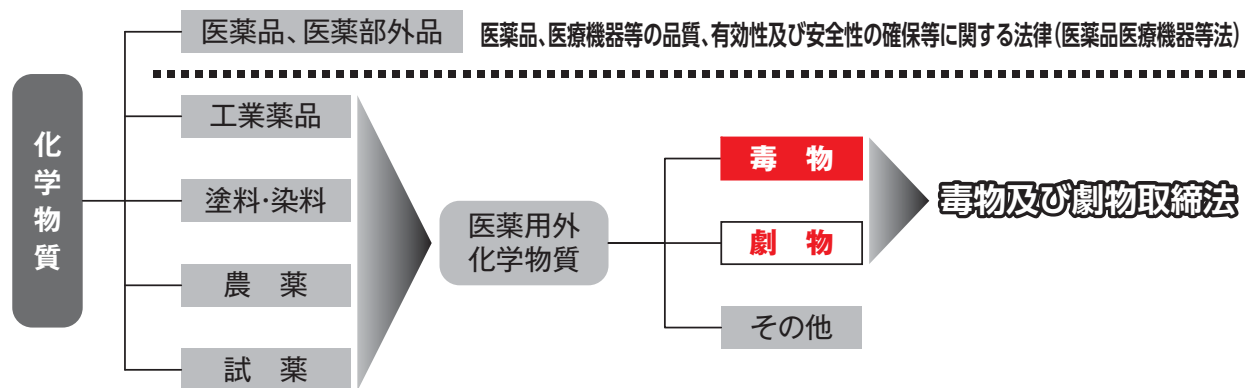 医薬品、医薬部外品
医薬品、医療機器等の品質、有効性及び安全性の確保等に関する法律(医薬品医療機器等法)
化学物質
工業薬品
塗料・染料
農 薬
試 薬
医薬用外
化学物質
毒 物
劇 物
その他
毒物及び劇物取締法